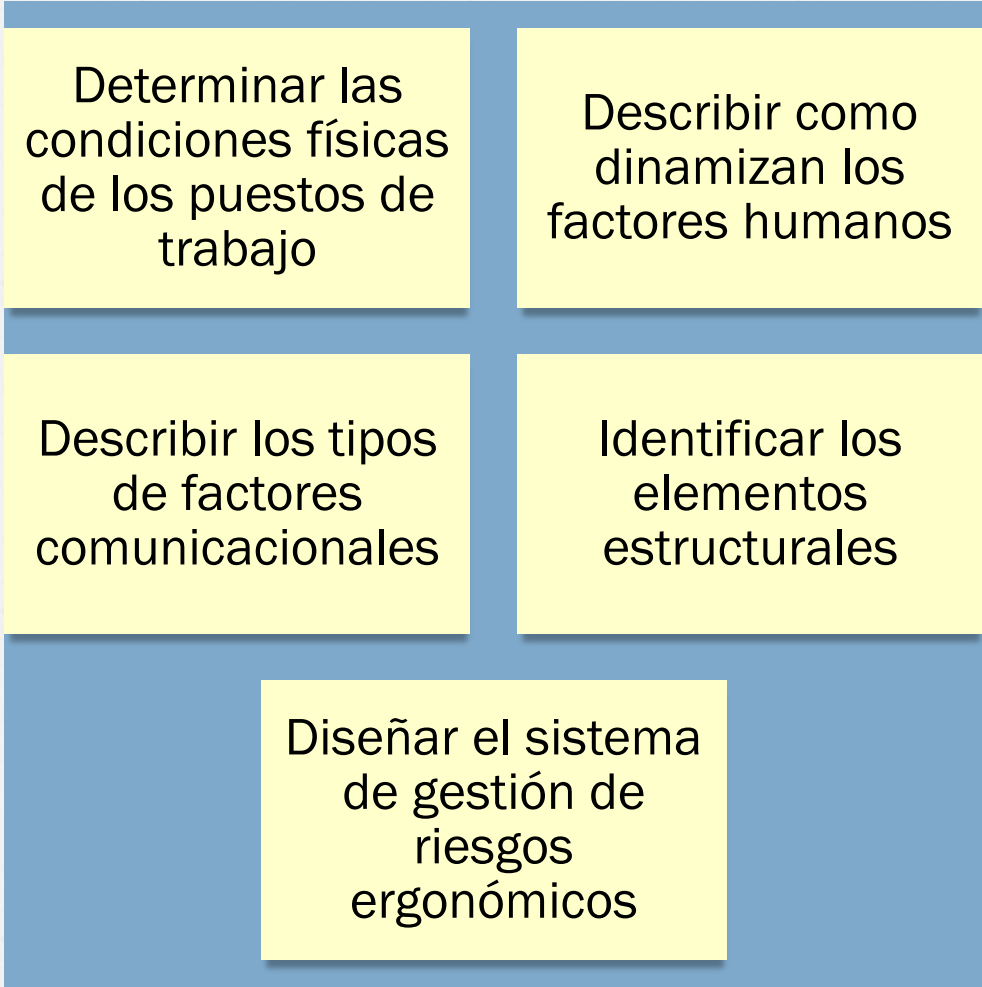 Determinar las
condiciones físicas
de los puestos de
trabajo
Describir como
dinamizan los
factores humanos
Describir los tipos
de factores
comunicacionales
Identificar los
elementos
estructurales
Diseñar el sistema
de gestión de
riesgos
ergonómicos